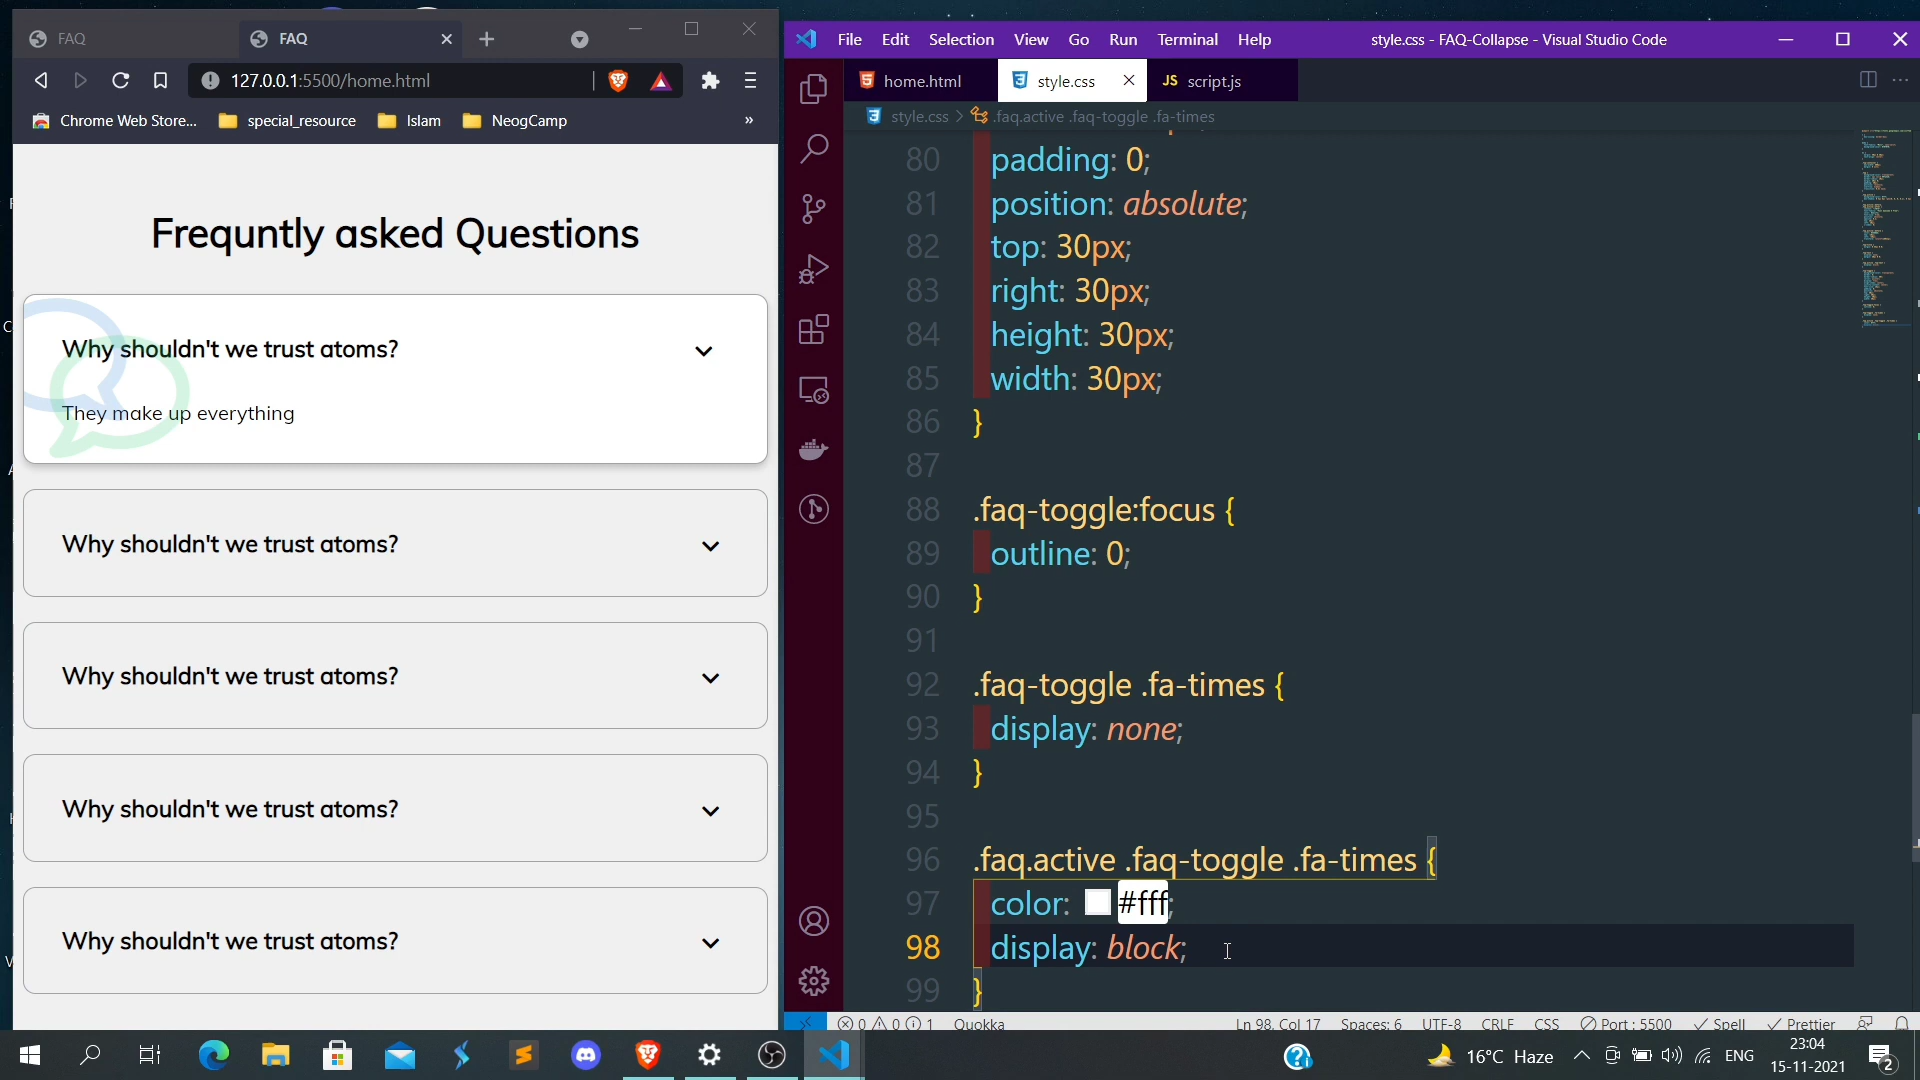 FAQ
FAQ
127.0.0.1:5500/home.html
Chrome Web Store...
special_resource
Islam
NeogCamp
»
Frequntly asked Questions
Why shouldn't we trust atoms?
They make up everything
Why shouldn't we trust atoms?
Why shouldn't we trust atoms?
Why shouldn't we trust atoms?
Why shouldn't we trust atoms?
File Edit Selection View Go Run Terminal Help
style.css - FAQ-Collapse - Visual Studio Code
home.html
style.css
JS script.js
style.css > .faq.active .faq-toggle .fa-times
80 padding: 0;
81 position: absolute;
82 top: 30px;
83 right: 30px;
84 height: 30px;
85 width: 30px;
86 }
87
88 .faq-toggle:focus {
89 outline: 0;
90 }
91
92 .faq-toggle .fa-times {
93 display: none;
94 }
95
96 .faq.active .faq-toggle .fa-times {
97 color: #fff;
98 display: block;
99 }
0 0 1 Quokka
Ln 98, Col 17 Spaces: 6 UTF-8 CRLF CSS Port : 5500 Spell Prettier
16°C Haze
ENG
23:04
15-11-2021
2